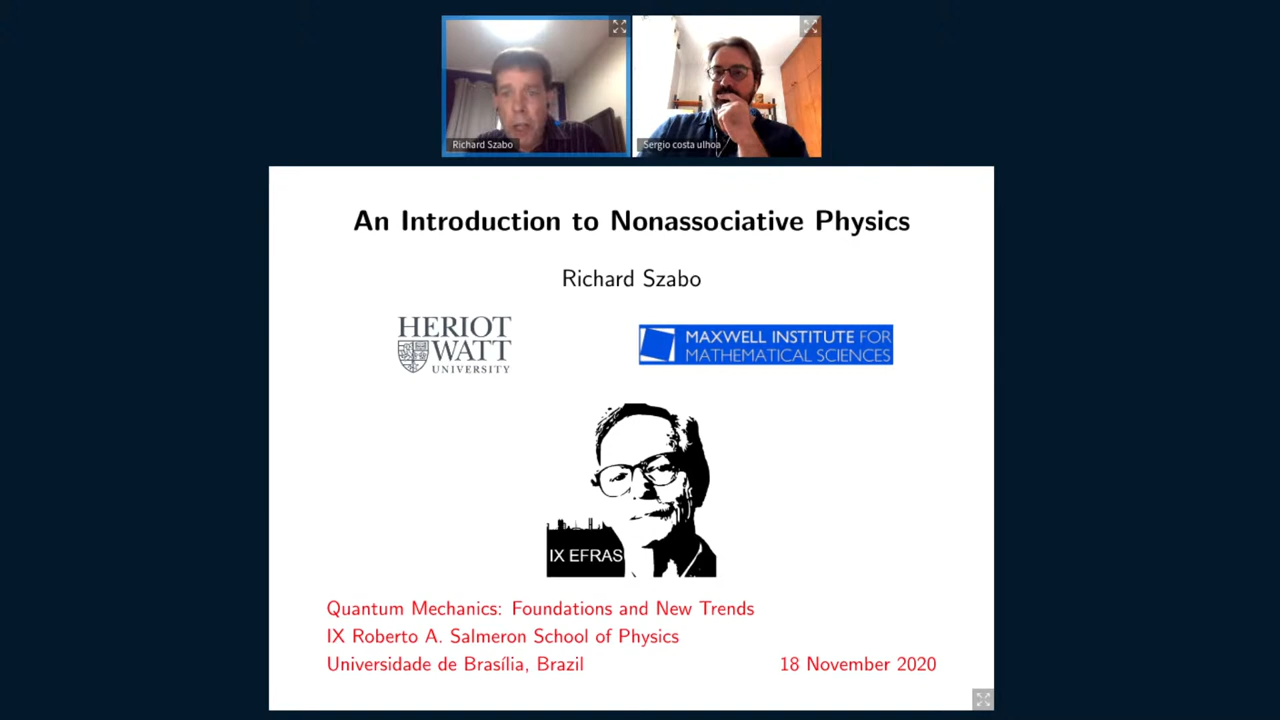 Richard Szabo
Sergio costa ulhoa
An Introduction to Nonassociative Physics
Richard Szabo
HERIOT
WATT
UNIVERSITY
MAXWELL INSTITUTE FOR
MATHEMATICAL SCIENCES
IX EFRAS
Quantum Mechanics: Foundations and New Trends
IX Roberto A. Salmeron School of Physics
Universidade de Brasília, Brazil
18 November 2020